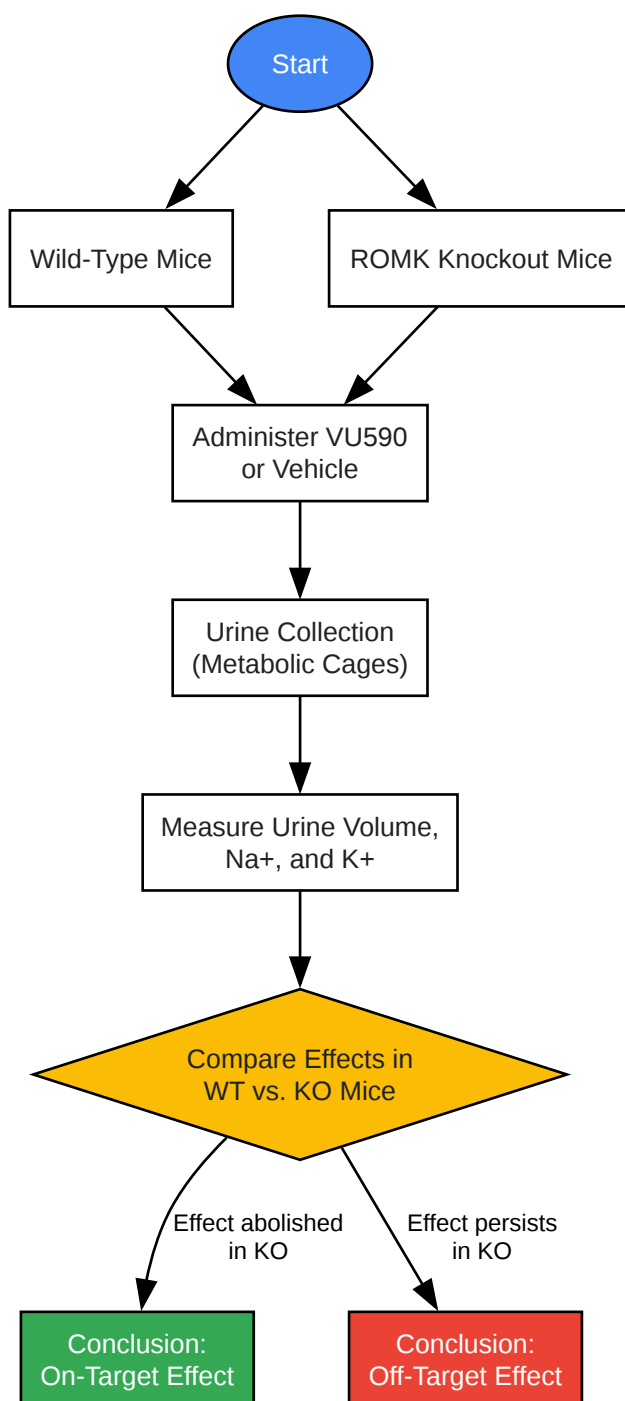 Start
Wild-Type Mice
ROMK Knockout Mice
Administer VU590
or Vehicle
Urine Collection
(Metabolic Cages)
Measure Urine Volume,
Na+, and K+
Compare Effects in
WT vs. KO Mice
Effect abolished
in KO
Effect persists
in KO
Conclusion:
On-Target Effect
Conclusion:
Off-Target Effect